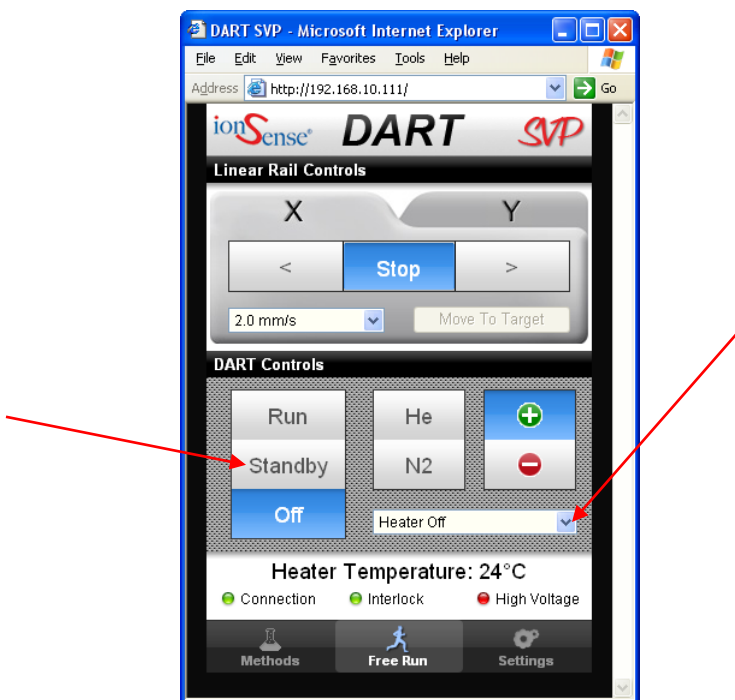 DART SVP - Microsoft Internet Explorer
File Edit View Favorites Tools Help
Address http://192.168.10.111/ Go
ionSense® DART SVP
Linear Rail Controls
X Y
< Stop >
2.0 mm/s Move To Target
DART Controls
Run He
Standby N2
Off Heater Off
Heater Temperature: 24°C
Connection Interlock High Voltage
Methods Free Run Settings